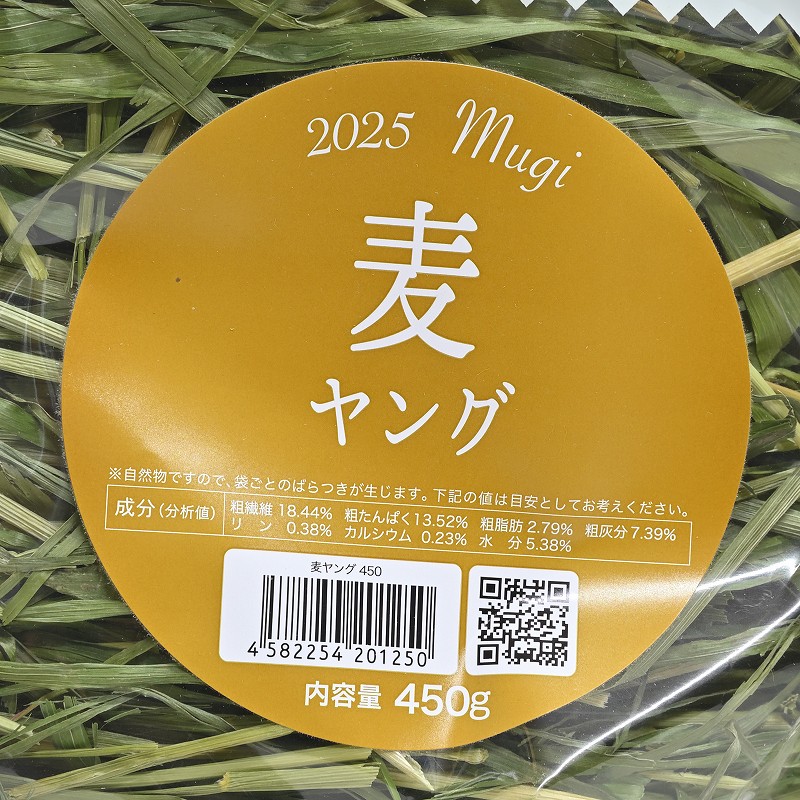 2025 Mugi
麦
ヤング
※自然物ですので、袋ごとのばらつきが生じます。下記の値は目安としてお考えください。
成分(分析値) 粗繊維 18.44% 粗たんぱく13.52% 粗脂肪 2.79% 粗灰分 7.39%
リン 0.38% カルシウム 0.23% 水分 5.38%
麦ヤング 450
4 582254 201250
内容量 450g